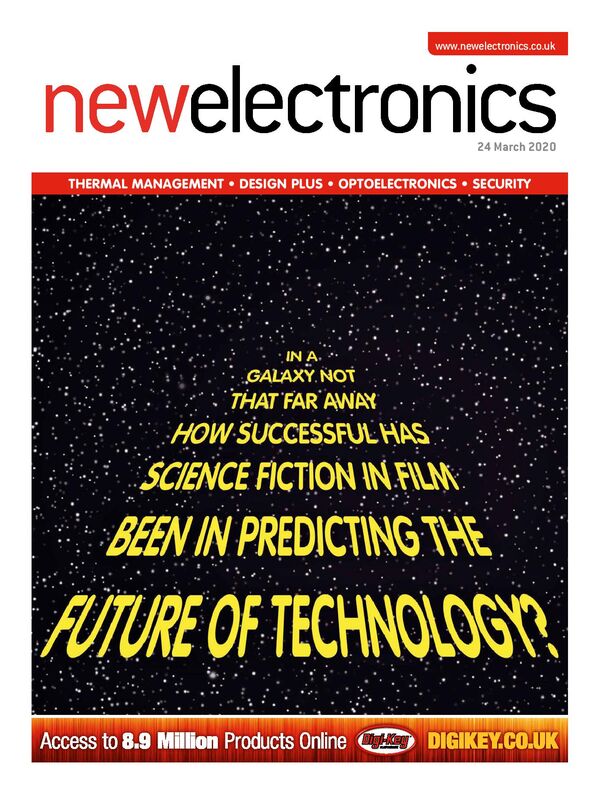 www.newelectronics.co.uk
newelectronics
24 March 2020
THERMAL MANAGEMENT • DESIGN PLUS • OPTOELECTRONICS • SECURITY
IN A
GALAXY NOT
THAT FAR AWAY
HOW SUCCESSFUL HAS
SCIENCE FICTION IN FILM
BEEN IN PREDICTING THE
FUTURE OF TECHNOLOGY?
Access to 8.9 Million Products Online Digi-Key ELECTRONICS DIGIKEY.CO.UK